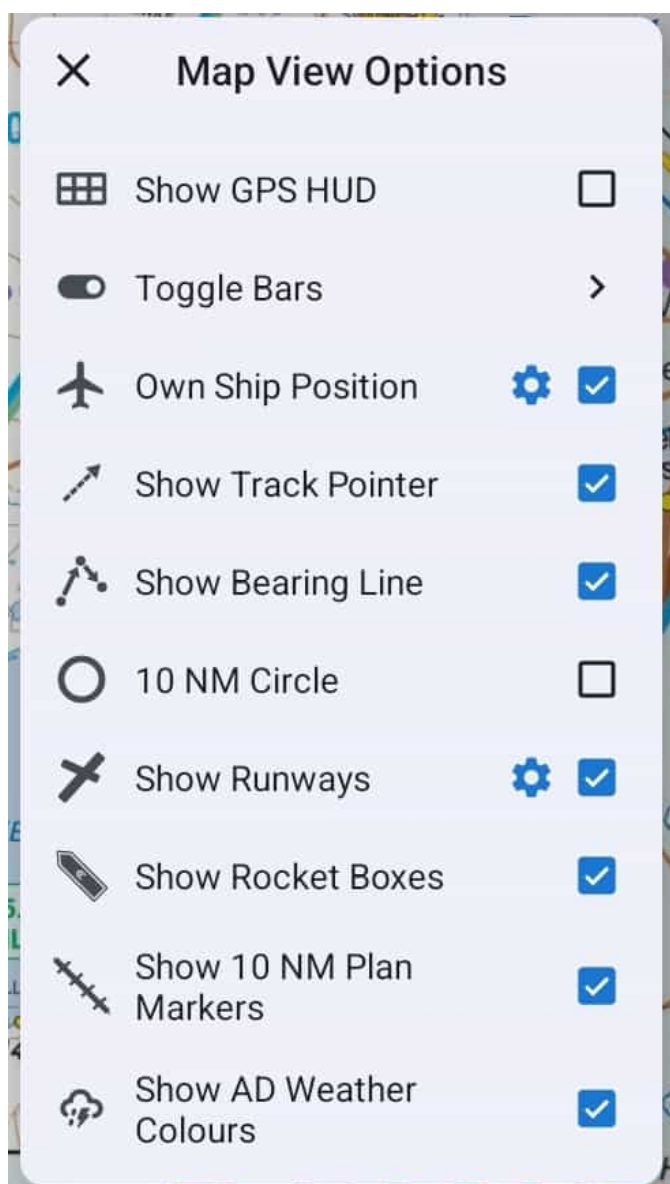 Map View Options
Show GPS HUD
Toggle Bars
Own Ship Position
Show Track Pointer
Show Bearing Line
10 NM Circle
Show Runways
Show Rocket Boxes
Show 10 NM Plan
Markers
Show AD Weather
Colours